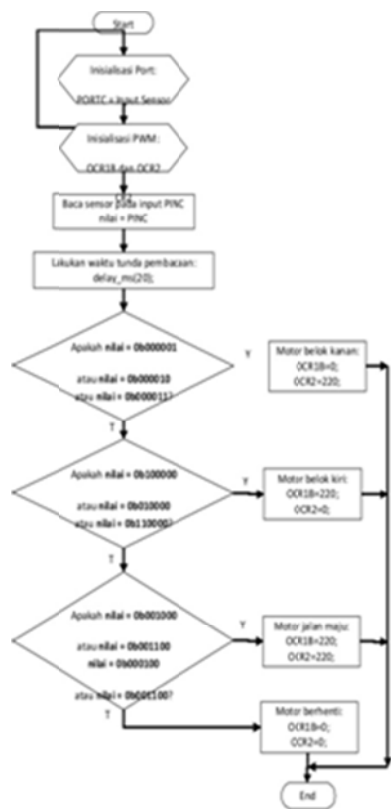 Start
Inisialisasi Port:
PORTC = Input Sensor
Inisialisasi PWM:
OCR1B dan OCR2
Baca sensor pada input PINC
nilai = PINC
Lakukan waktu tunda pembacaan:
delay_ms(20);
Apakah nilai = 0b000001
atau nilai = 0b000010
atau nilai = 0b000011?
Y
Motor belok kanan:
OCR1B=0;
OCR2=220;
T
Apakah nilai = 0b100000
atau nilai = 0b010000
atau nilai = 0b110000?
Y
Motor belok kiri:
OCR1B=220;
OCR2=0;
T
Apakah nilai = 0b001000
atau nilai = 0b001100
nilai = 0b000100
atau nilai = 0b001100?
Y
Motor jalan maju:
OCR1B=220;
OCR2=220;
T
Motor berhenti:
OCR1B=0;
OCR2=0;
End